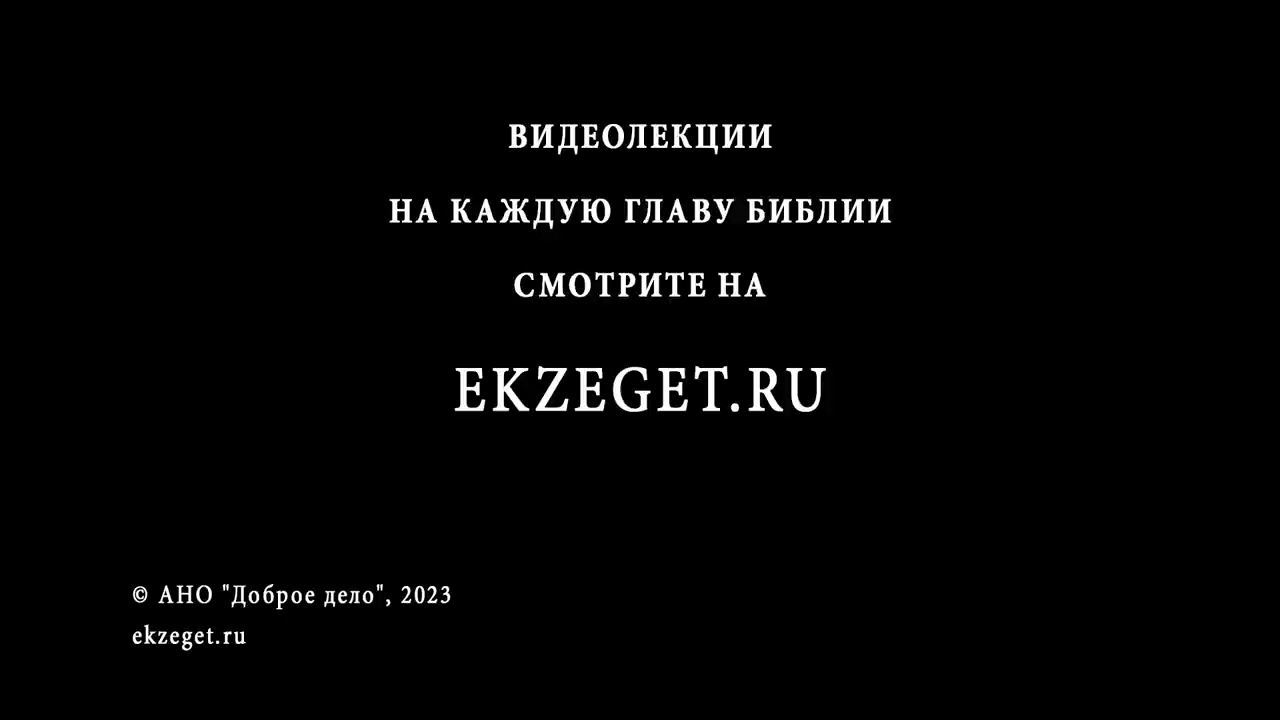 ВИДЕОЛЕКЦИИ
НА КАЖДУЮ ГЛАВУ БИБЛИИ
СМОТРИТЕ НА
EKZEGET.RU
© АНО "Доброе дело", 2023
ekzeget.ru